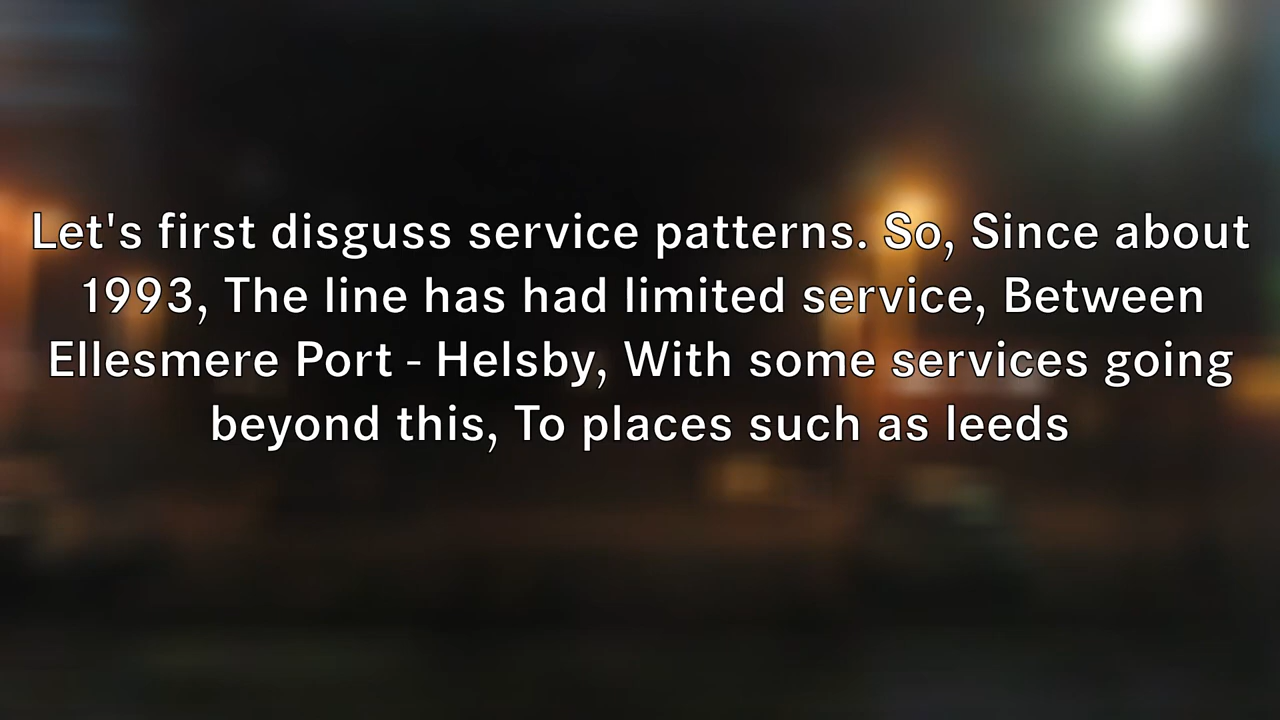 Let's first disguss service patterns. So, Since about
1993, The line has had limited service, Between
Ellesmere Port - Helsby, With some services going
beyond this, To places such as leeds